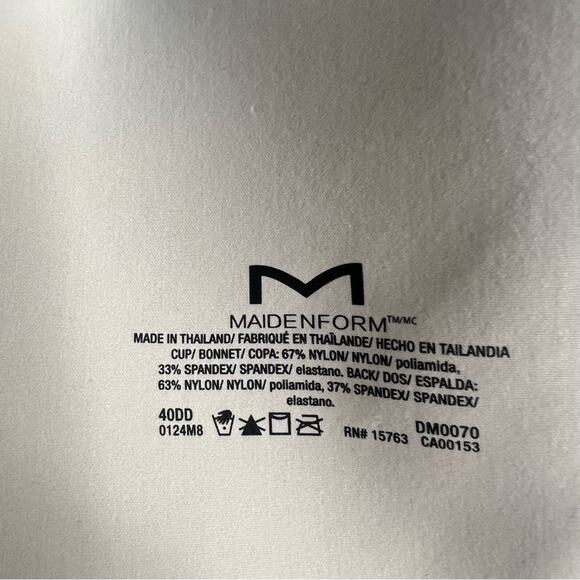 M
MAIDENFORM™/MC
MADE IN THAILAND/ FABRIQUÉ EN THAÏLANDE/ HECHO EN TAILANDIA
CUP/ BONNET/ COPA: 67% NYLON/ NYLON/ poliamida,
33% SPANDEX/ SPANDEX/ elastano. BACK/ DOS/ ESPALDA:
63% NYLON/ NYLON/ poliamida, 37% SPANDEX/ SPANDEX/
elastano.
40DD
0124M8
RN# 15763
DM0070
CA00153